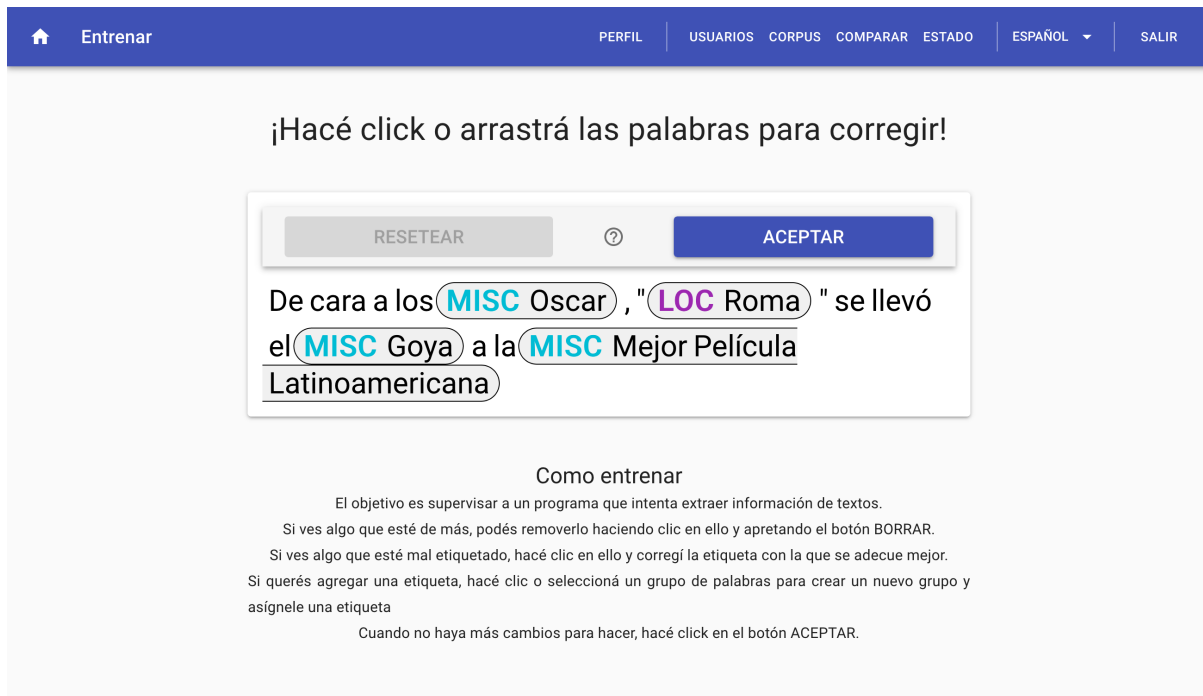 Entrenar PERFIL USUARIOS CORPUS COMPARAR ESTADO ESPAÑOL SALIR
¡Hacé click o arrastrá las palabras para corregir!
RESETEAR ? ACEPTAR
De cara a los MISC Oscar , " LOC Roma " se llevó
el MISC Goya a la MISC Mejor Película
Latinoamericana
Como entrenar
El objetivo es supervisar a un programa que intenta extraer información de textos.
Si ves algo que esté de más, podés removerlo haciendo clic en ello y apretando el botón BORRAR.
Si ves algo que esté mal etiquetado, hacé clic en ello y corregí la etiqueta con la que se adecue mejor.
Si querés agregar una etiqueta, hacé clic o seleccioná un grupo de palabras para crear un nuevo grupo y
asígnele una etiqueta
Cuando no haya más cambios para hacer, hacé click en el botón ACEPTAR.